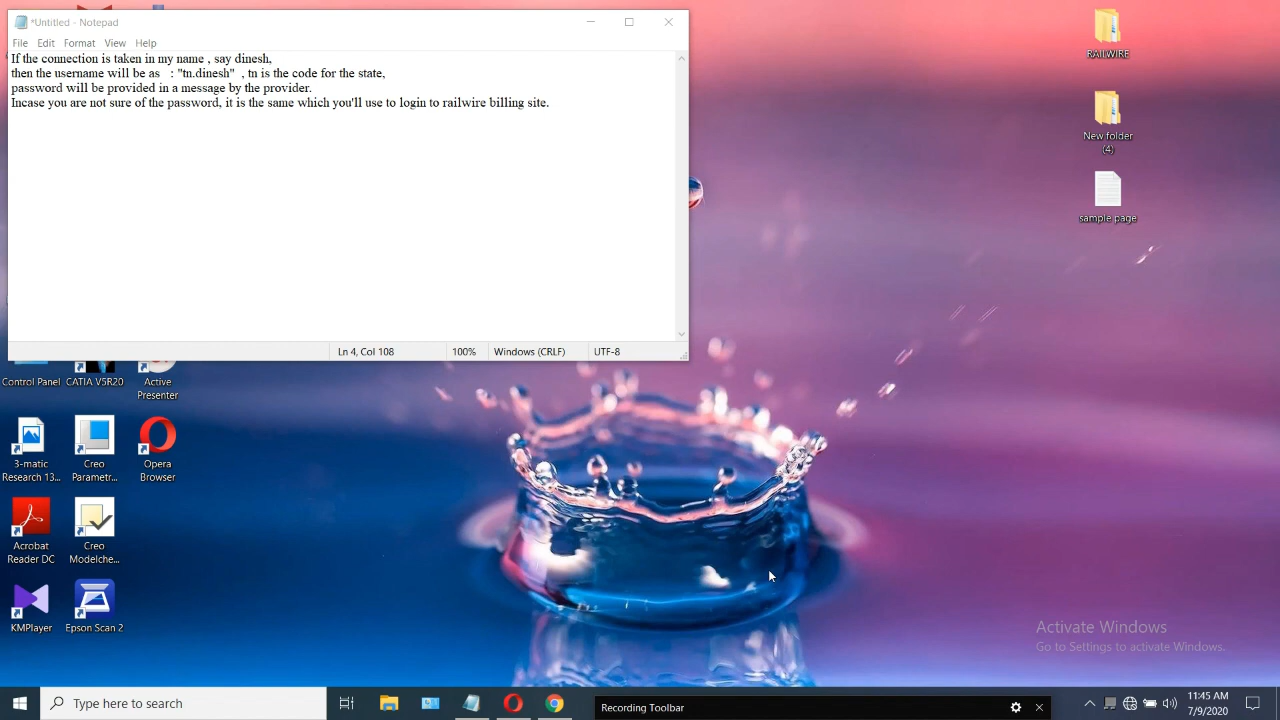 *Untitled - Notepad
File Edit Format View Help
If the connection is taken in my name , say dinesh,
then the username will be as : "tn.dinesh" , tn is the code for the state,
password will be provided in a message by the provider.
Incase you are not sure of the password, it is the same which you'll use to login to railwire billing site.
Ln 4, Col 108 100% Windows (CRLF) UTF-8
RAILWIRE
New folder
(4)
sample page
Control Panel
CATIA V5R20
Active
Presenter
3-matic
Research 13...
Creo
Parametr...
Opera
Browser
Acrobat
Reader DC
Creo
Modelche...
KMPlayer
Epson Scan 2
Activate Windows
Go to Settings to activate Windows.
Type here to search
Recording Toolbar
11:45 AM
7/9/2020